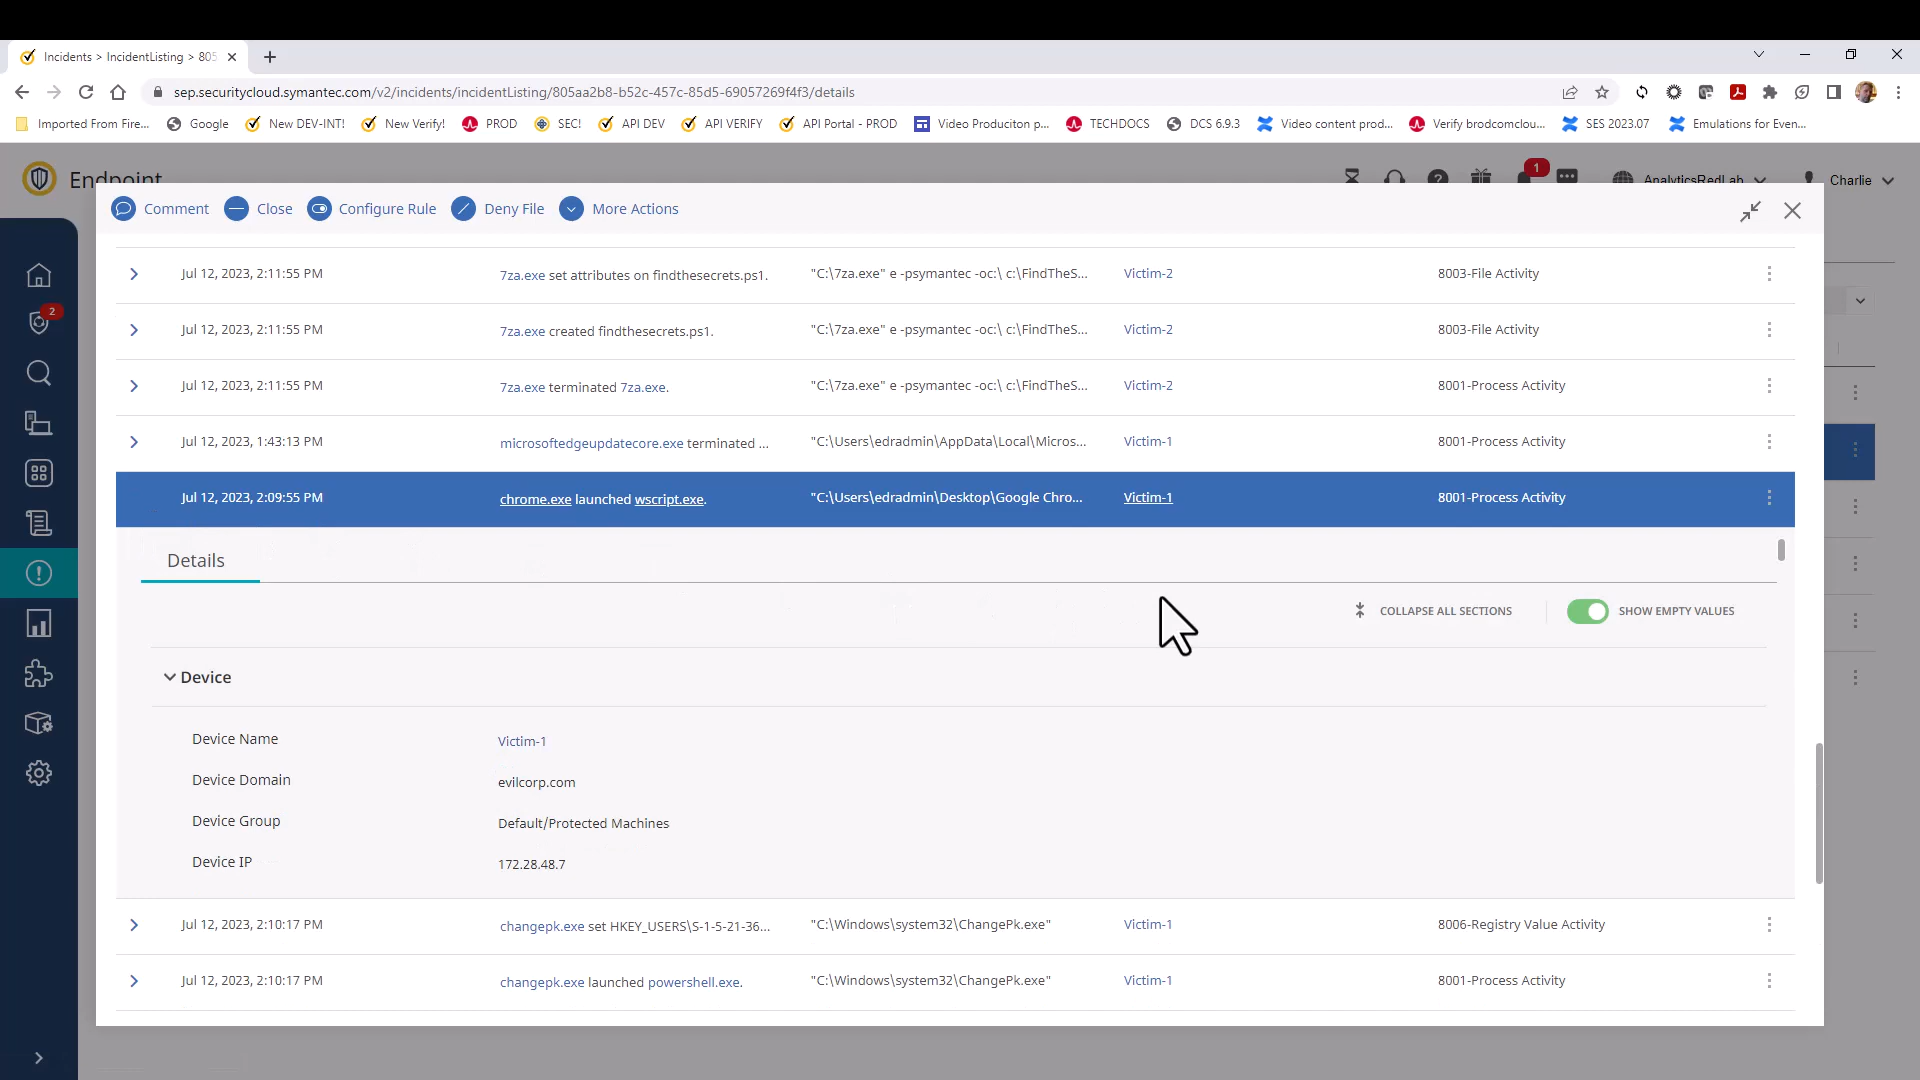 Incidents > IncidentListing > 805
sep.securitycloud.symantec.com/v2/incidents/incidentListing/805aa2b8-b52c-457c-85d5-69057269f4f3/details
Imported From Fire... Google New DEV-INT! New Verify! PROD SEC! API DEV API VERIFY API Portal - PROD Video Produciton p... TECHDOCS DCS 6.9.3 Video content prod... Verify brodcomclou... SES 2023.07 Emulations for Even...
Endpoint 1 AnalyticsRedLab Charlie
Comment Close Configure Rule Deny File More Actions
Jul 12, 2023, 2:11:55 PM 7za.exe set attributes on findthesecrets.ps1. "C:\7za.exe" e -psymantec -oc:\ c:\FindTheS... Victim-2 8003-File Activity
2
Jul 12, 2023, 2:11:55 PM 7za.exe created findthesecrets.ps1. "C:\7za.exe" e -psymantec -oc:\ c:\FindTheS... Victim-2 8003-File Activity
Jul 12, 2023, 2:11:55 PM 7za.exe terminated 7za.exe. "C:\7za.exe" e -psymantec -oc:\ c:\FindTheS... Victim-2 8001-Process Activity
Jul 12, 2023, 1:43:13 PM microsoftedgeupdatecore.exe terminated ... "C:\Users\edradmin\AppData\Local\Micros... Victim-1 8001-Process Activity
Jul 12, 2023, 2:09:55 PM chrome.exe launched wscript.exe. "C:\Users\edradmin\Desktop\Google Chro... Victim-1 8001-Process Activity
Details
COLLAPSE ALL SECTIONS SHOW EMPTY VALUES
Device
Device Name Victim-1
Device Domain evilcorp.com
Device Group Default/Protected Machines
Device IP 172.28.48.7
Jul 12, 2023, 2:10:17 PM changepk.exe set HKEY_USERS\S-1-5-21-36... "C:\Windows\system32\ChangePk.exe" Victim-1 8006-Registry Value Activity
Jul 12, 2023, 2:10:17 PM changepk.exe launched powershell.exe. "C:\Windows\system32\ChangePk.exe" Victim-1 8001-Process Activity